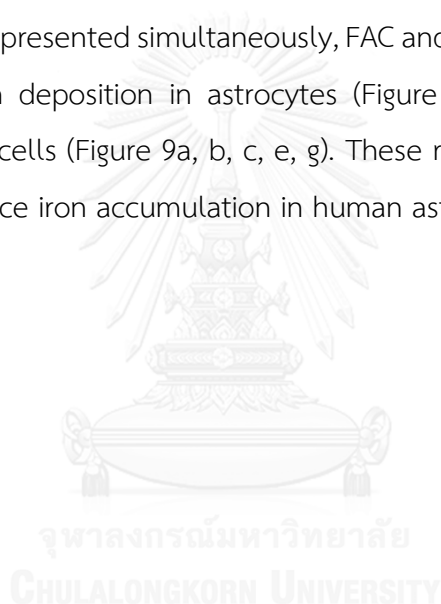 presented simultaneously, FAC and
deposition in astrocytes (Figure
cells (Figure 9a, b, c, e, g). These
ce iron accumulation in human
จุฬาลงกรณ์มหาวิทยาลัย
CHULALONGKORN UNIVERSITY